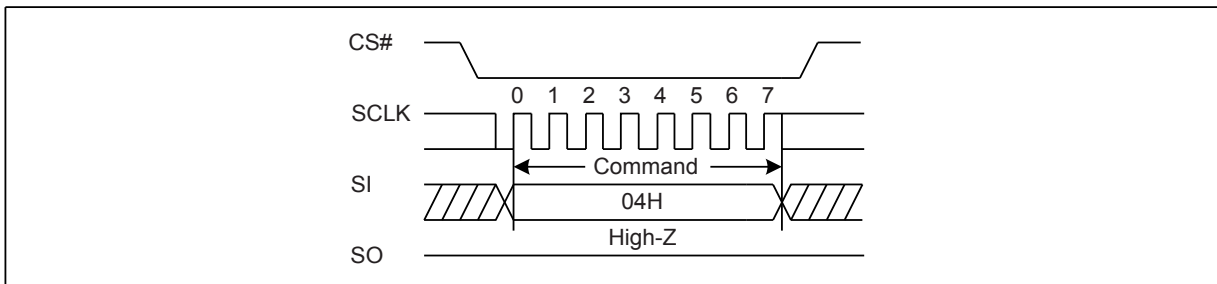 CS#
0 1 2 3 4 5 6 7
SCLK
Command
SI
04H
High-Z
SO